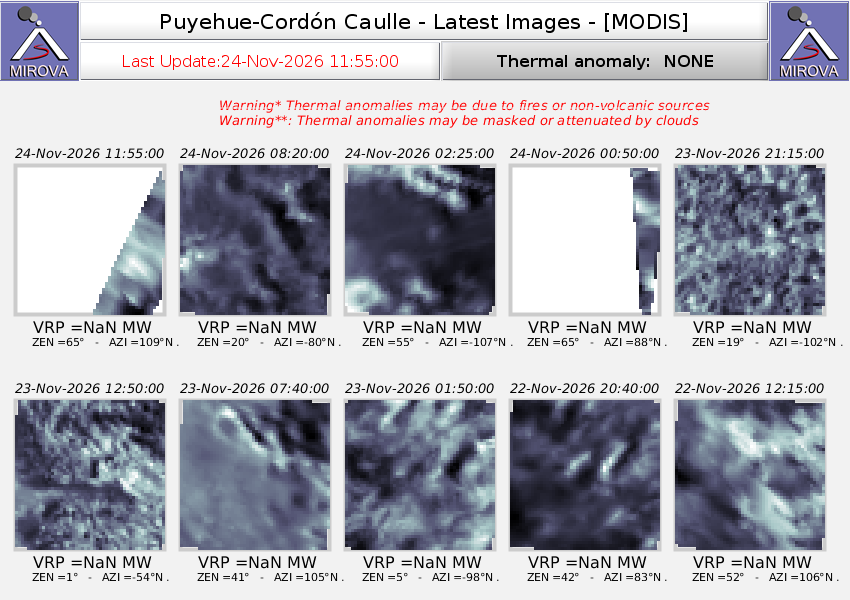 Puyehue-Cordón Caulle - Latest Images - [MODIS]
MIROVA
Last Update:24-Nov-2026 11:55:00
Thermal anomaly: NONE
MIROVA
Warning* Thermal anomalies may be due to fires or non-volcanic sources
Warning**: Thermal anomalies may be masked or attenuated by clouds
24-Nov-2026 11:55:00 24-Nov-2026 08:20:00 24-Nov-2026 02:25:00 24-Nov-2026 00:50:00 23-Nov-2026 21:15:00
VRP =NaN MW VRP =NaN MW VRP =NaN MW VRP =NaN MW VRP =NaN MW
ZEN =65° - AZI =109°N . ZEN =20° - AZI =-80°N . ZEN =55° - AZI =-107°N . ZEN =65° - AZI =88°N . ZEN =19° - AZI =-102°N .
23-Nov-2026 12:50:00 23-Nov-2026 07:40:00 23-Nov-2026 01:50:00 22-Nov-2026 20:40:00 22-Nov-2026 12:15:00
VRP =NaN MW VRP =NaN MW VRP =NaN MW VRP =NaN MW VRP =NaN MW
ZEN =1° - AZI =-54°N . ZEN =41° - AZI =105°N . ZEN =5° - AZI =-98°N . ZEN =42° - AZI =83°N . ZEN =52° - AZI =106°N .